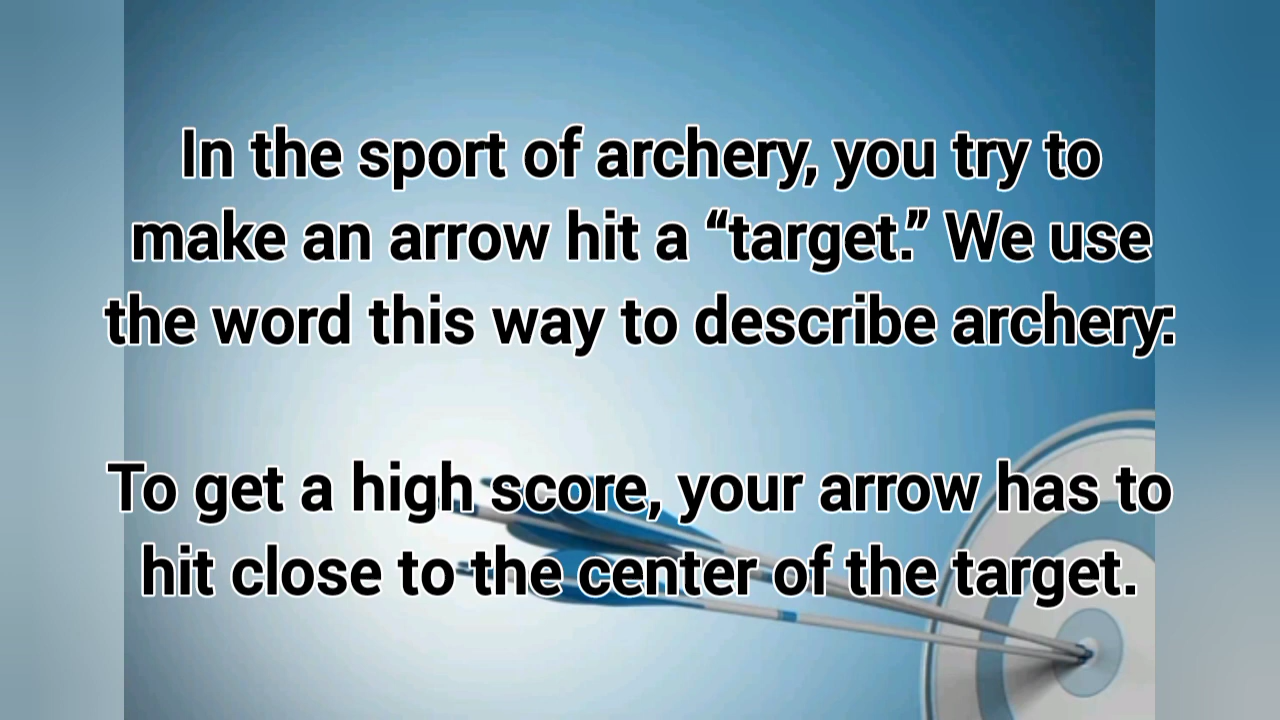 In the sport of archery, you try to
make an arrow hit a “target.” We use
the word this way to describe archery:
To get a high score, your arrow has to
hit close to the center of the target.